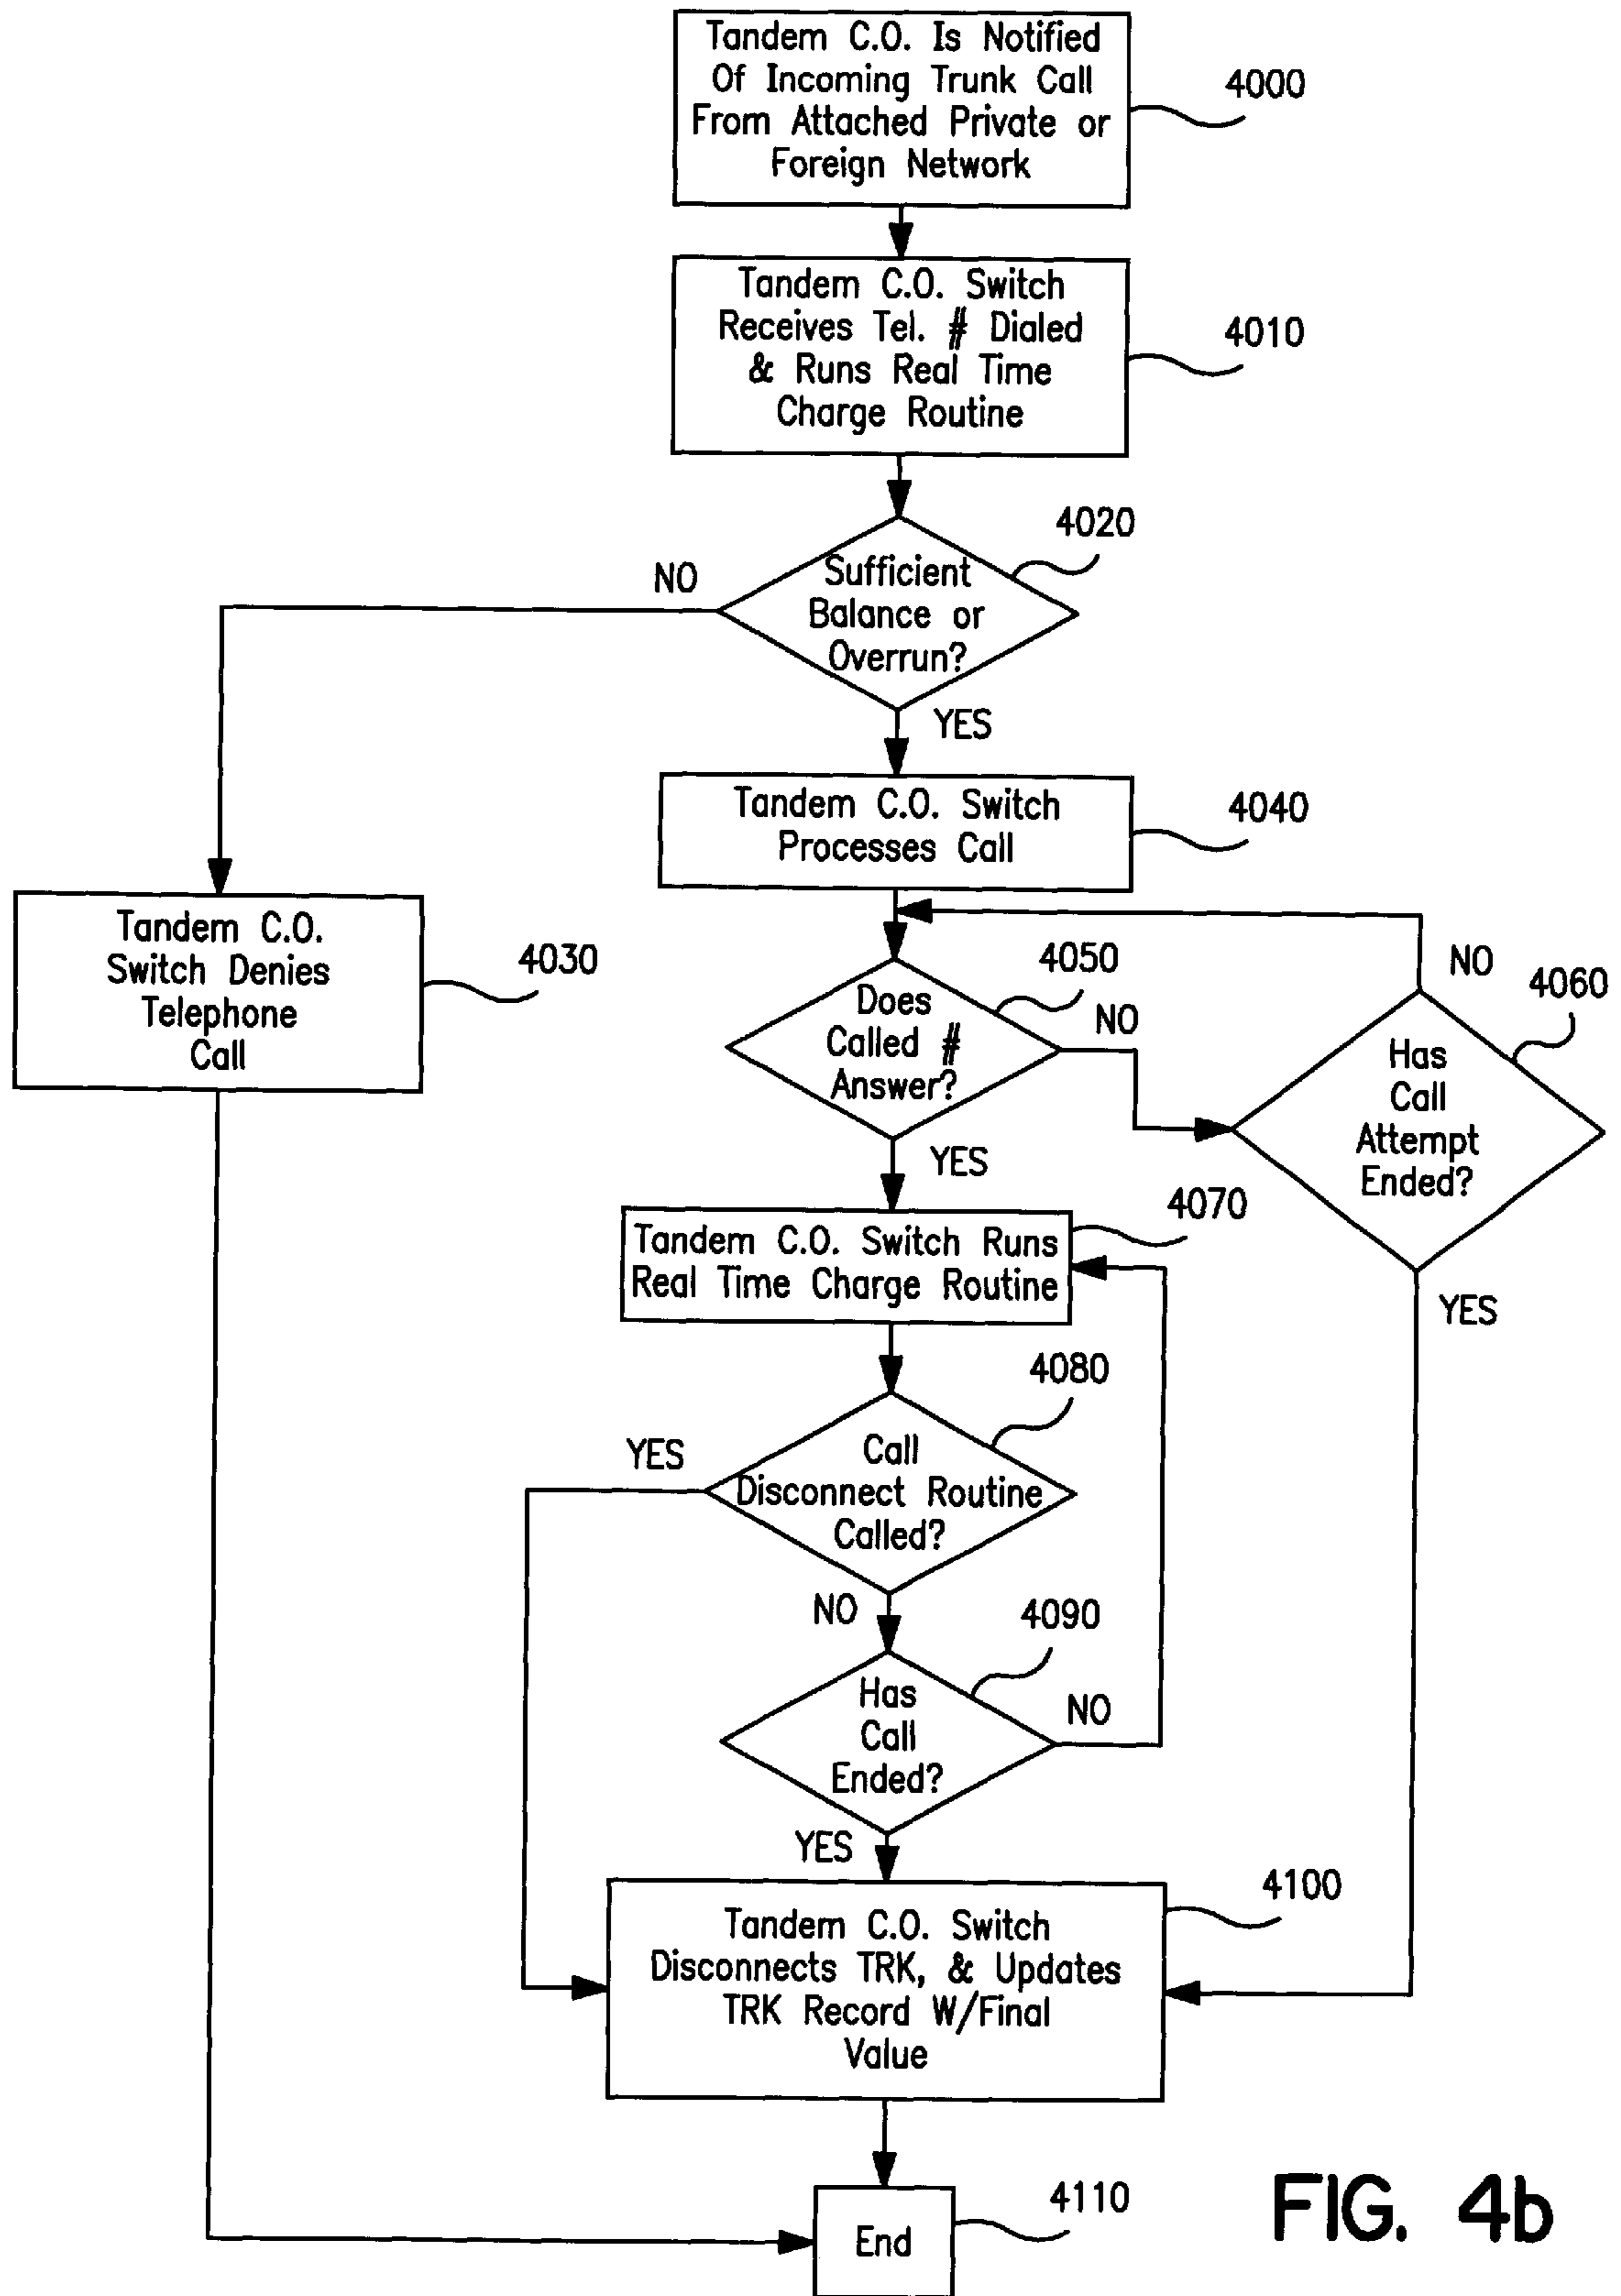 Tandem C.O. Is Notified
Of Incoming Trunk Call
From Attached Private or
Foreign Network
4000
Tandem C.O. Switch
Receives Tel. # Dialed
& Runs Real Time
Charge Routine
4010
4020
Sufficient
Balance or
Overrun?
NO
YES
Tandem C.O. Switch
Processes Call
4040
Tandem C.O.
Switch Denies
Telephone
Call
4030
4050
Does
Called #
Answer?
NO
YES
NO
4060
Has
Call
Attempt
Ended?
YES
4070
Tandem C.O. Switch Runs
Real Time Charge Routine
4080
Call
Disconnect Routine
Called?
YES
NO
4090
Has
Call
Ended?
NO
YES
4100
Tandem C.O. Switch
Disconnects TRK, & Updates
TRK Record W/Final
Value
4110
End
FIG. 4b